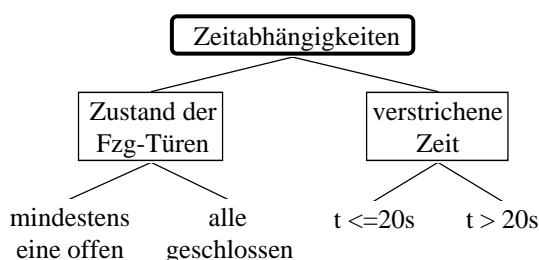 Zeitabhängigkeiten
Zustand der
Fzg-Türen
verstrichene
Zeit
mindestens
eine offen
alle
geschlossen
t <=20s
t > 20s